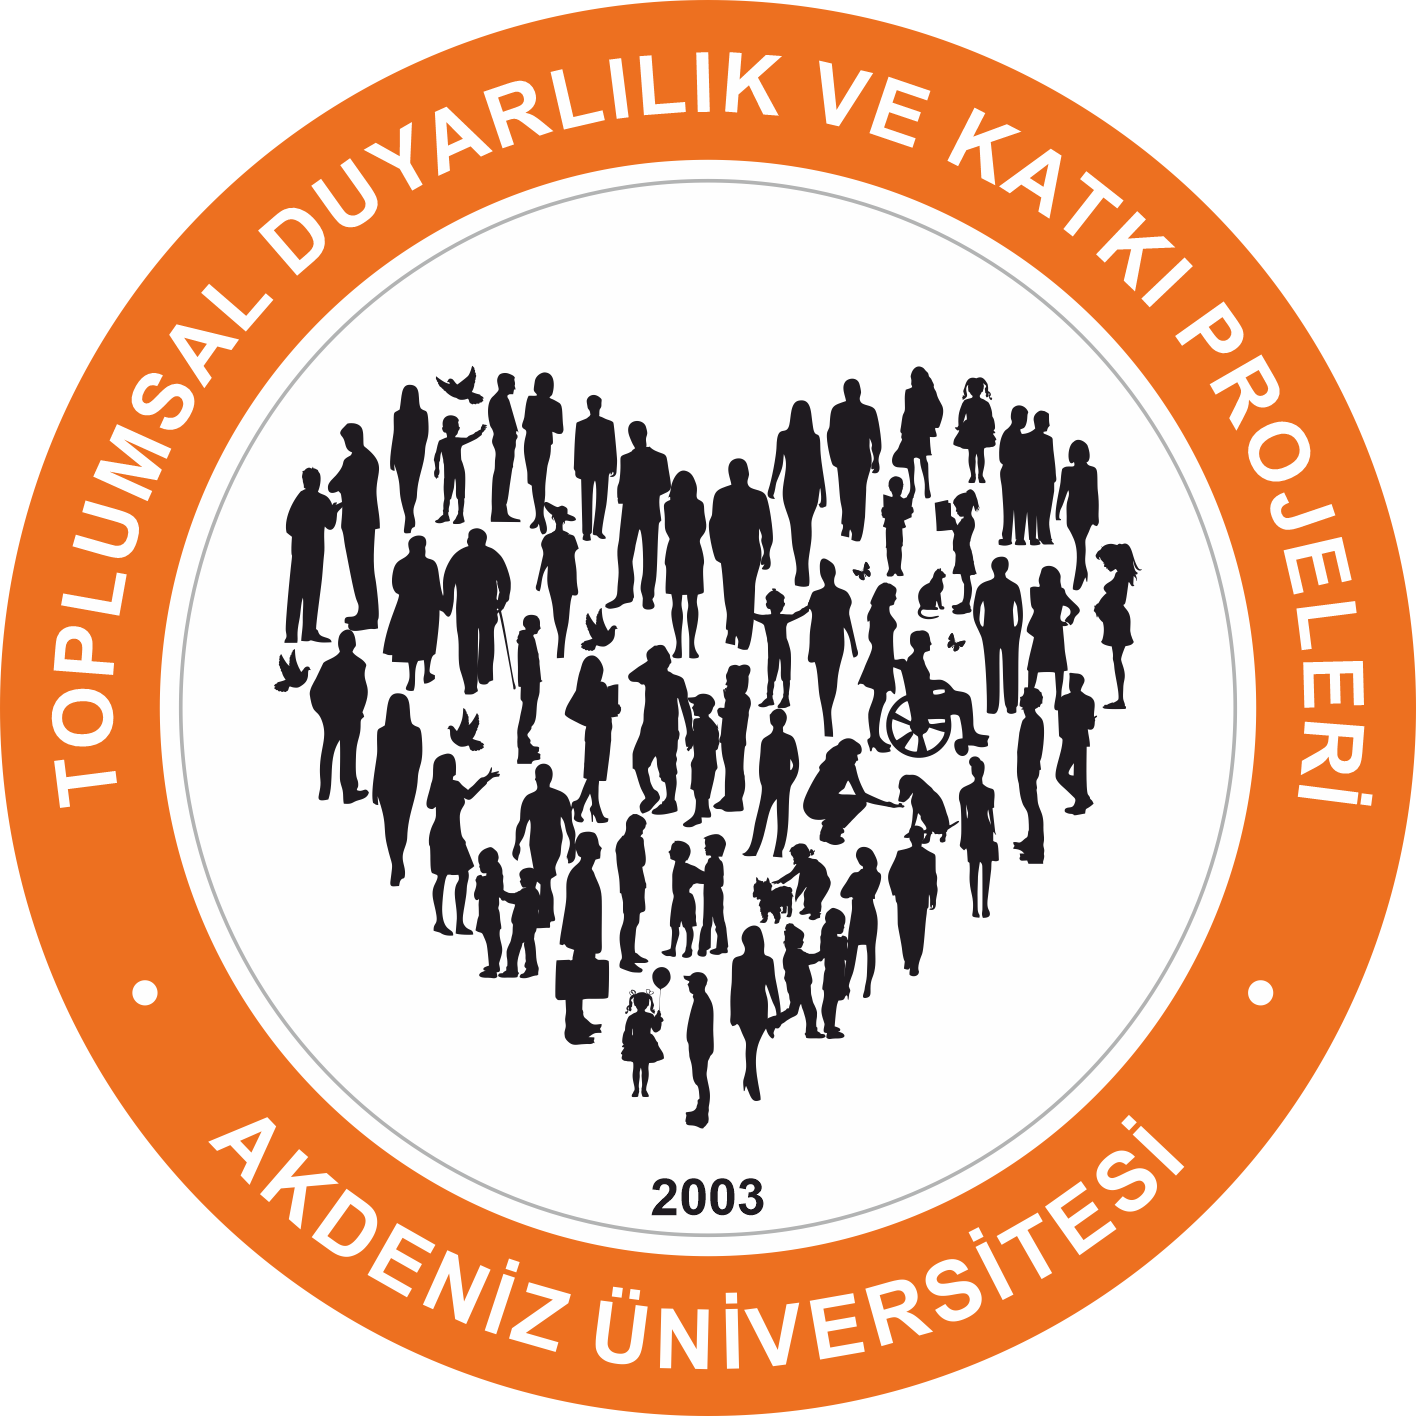 TOPLUMSAL DUYARLILIK VE KATKI PROJELERİ
2003
AKDENİZ ÜNİVERSİTESİ